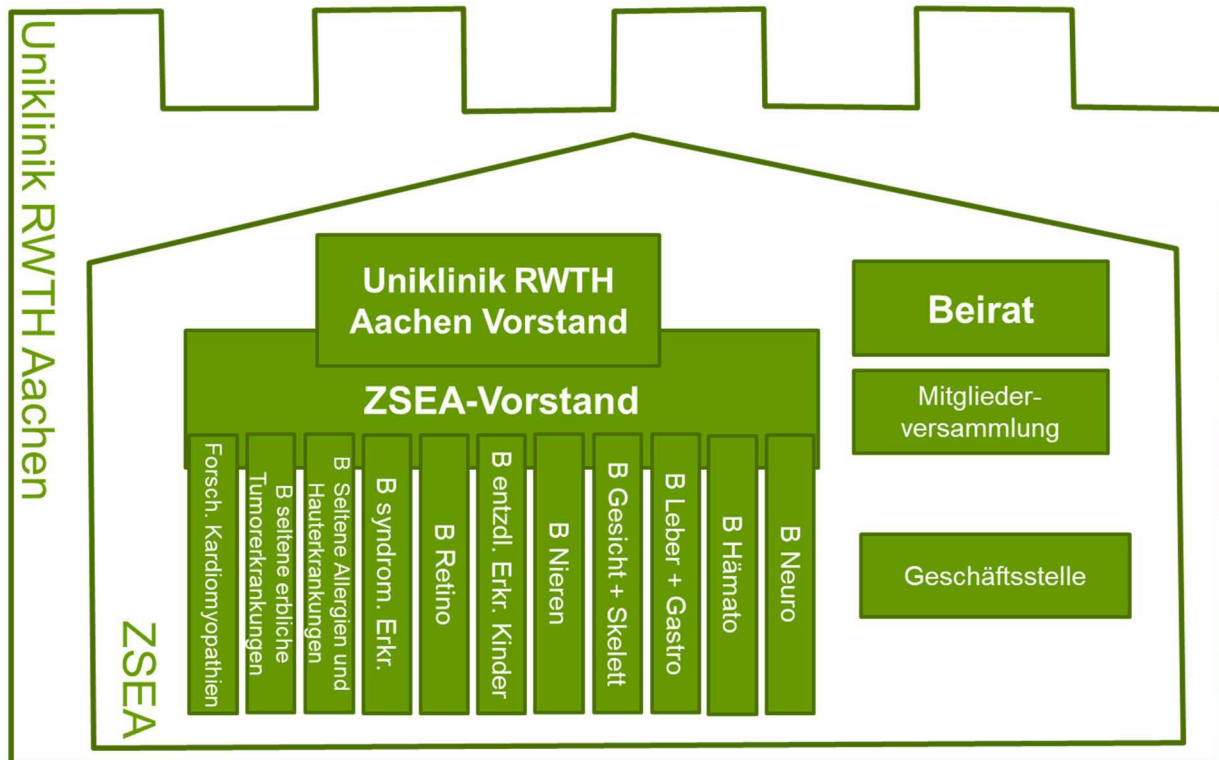 Uniklinik RWTH Aachen
ZSEA
Uniklinik RWTH
Aachen Vorstand
ZSEA-Vorstand
Forsch. Kardiomyopathien
B seltene erbliche
Tumorerkrankungen
B Seltene Allergien und
Hauterkrankungen
B syndrom. Erkr.
B Retino
B entzdl. Erkr. Kinder
B Nieren
B Gesicht + Skelett
B Leber + Gastro
B Hämato
B Neuro
Beirat
Mitglieder-
versammlung
Geschäftsstelle